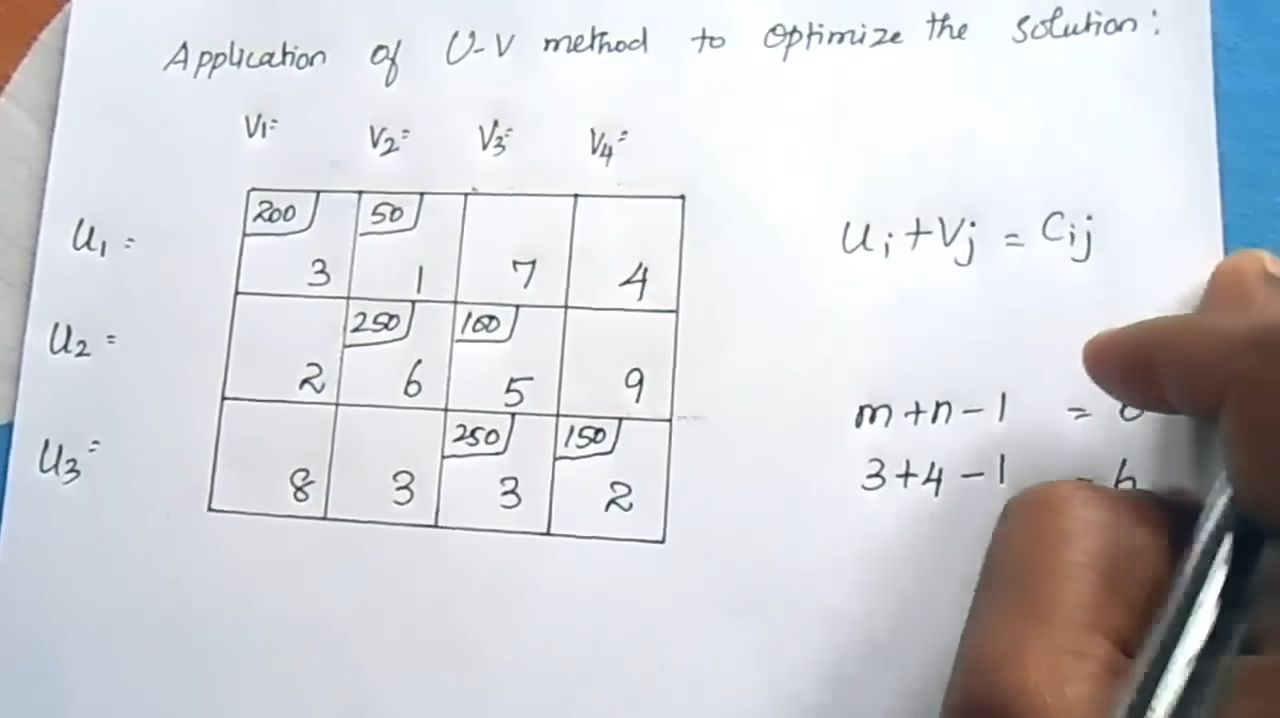 Application of U-V method to optimize the solution:
V1= V2= V3= V4=
U1= 200 3 50 1 7 4
U2= 2 250 6 100 5 9
U3= 8 3 250 3 150 2
Ui+Vj = Cij
m+n-1 =
3+4-1 = 6